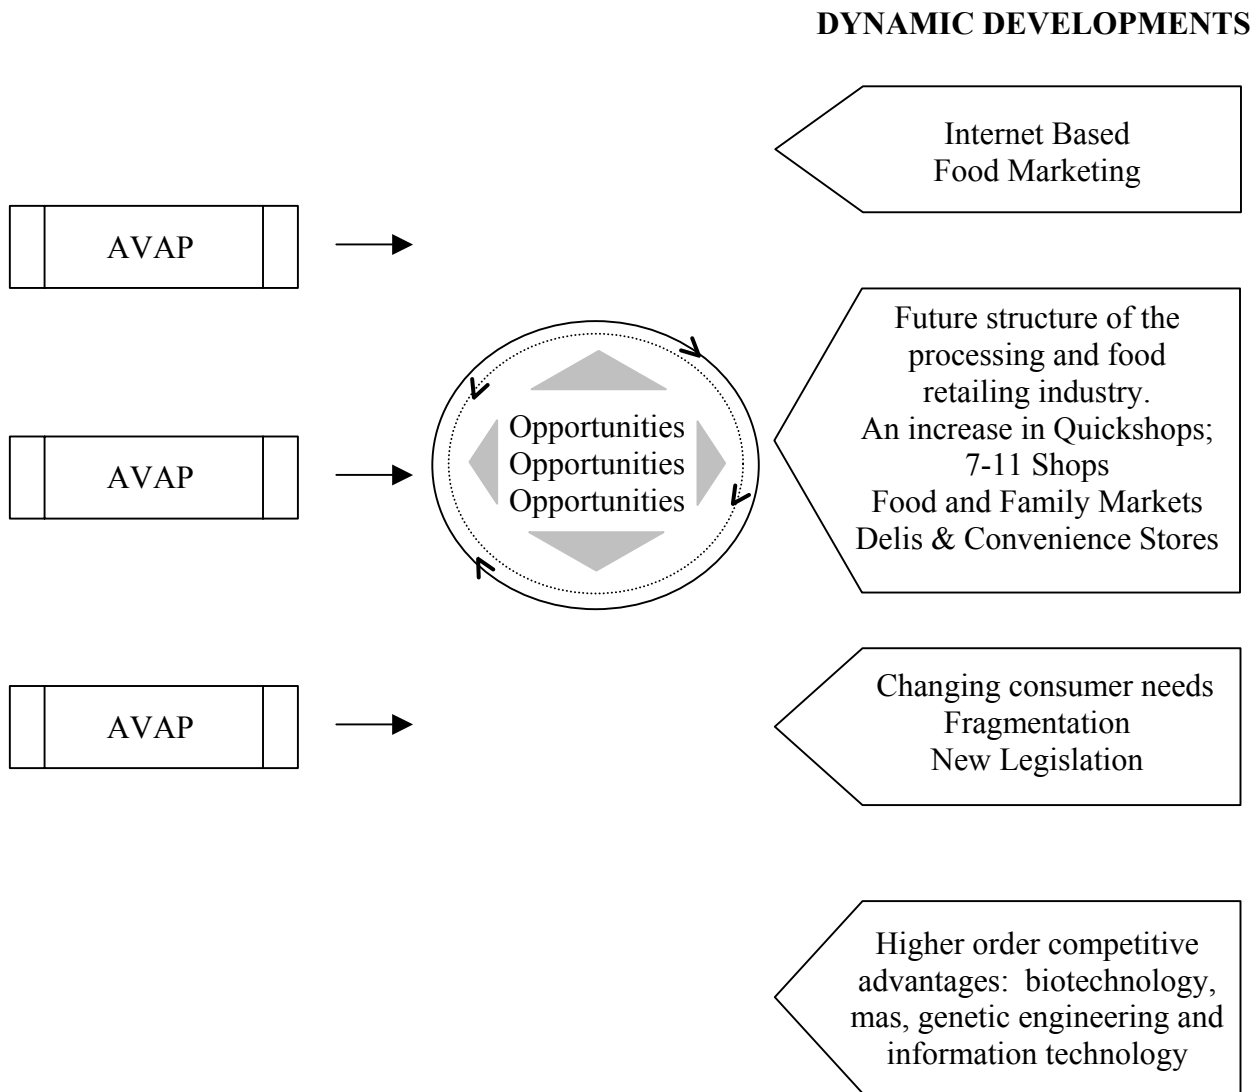 DYNAMIC DEVELOPMENTS
Internet Based
Food Marketing
AVAP
Future structure of the
processing and food
retailing industry.
An increase in Quickshops;
7-11 Shops
Food and Family Markets
Delis & Convenience Stores
Opportunities
Opportunities
Opportunities
AVAP
AVAP
Changing consumer needs
Fragmentation
New Legislation
Higher order competitive
advantages:  biotechnology,
mas, genetic engineering and
information technology